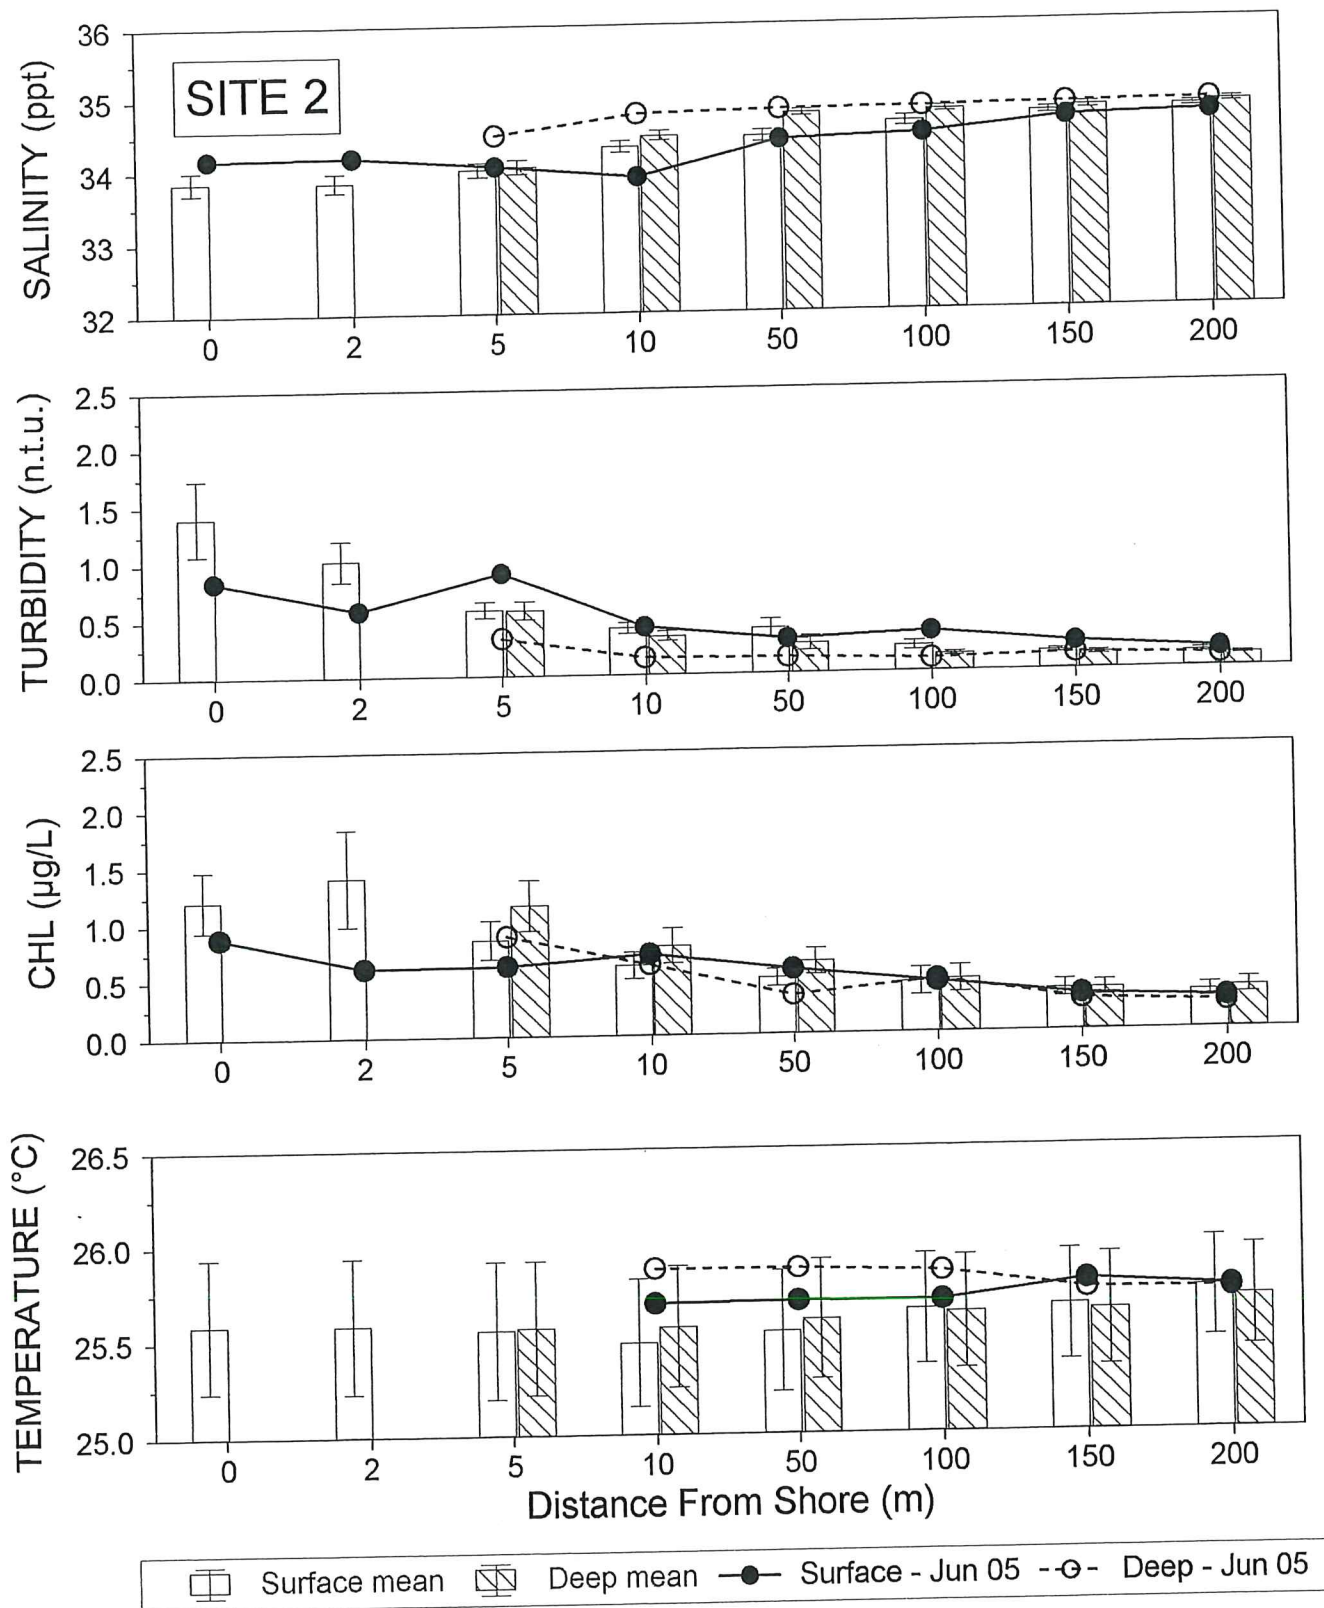 SITE 2
SALINITY (ppt)
36
35
34
33
32
0 2 5 10 50 100 150 200
TURBIDITY (n.t.u.)
2.5
2.0
1.5
1.0
0.5
0.0
0 2 5 10 50 100 150 200
CHL (µg/L)
2.5
2.0
1.5
1.0
0.5
0.0
0 2 5 10 50 100 150 200
TEMPERATURE (°C)
26.5
26.0
25.5
25.0
0 2 5 10 50 100 150 200
Distance From Shore (m)
Surface mean Deep mean Surface - Jun 05 Deep - Jun 05